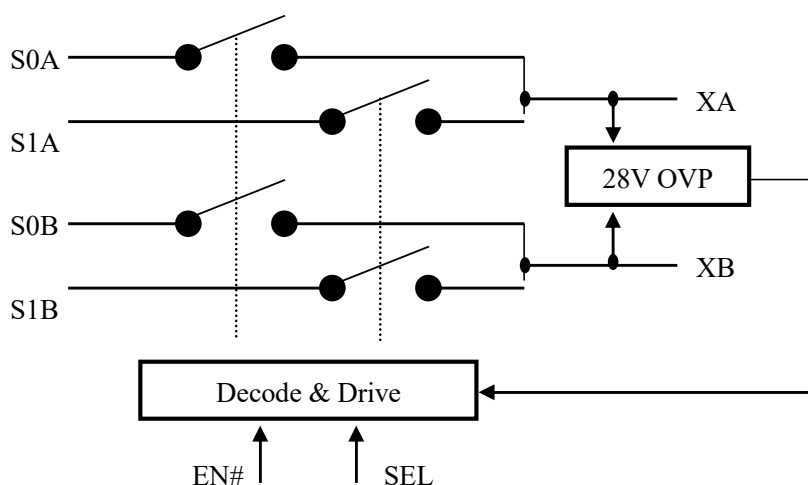 S0A
XA
S1A
28V OVP
S0B
XB
S1B
Decode & Drive
EN# SEL